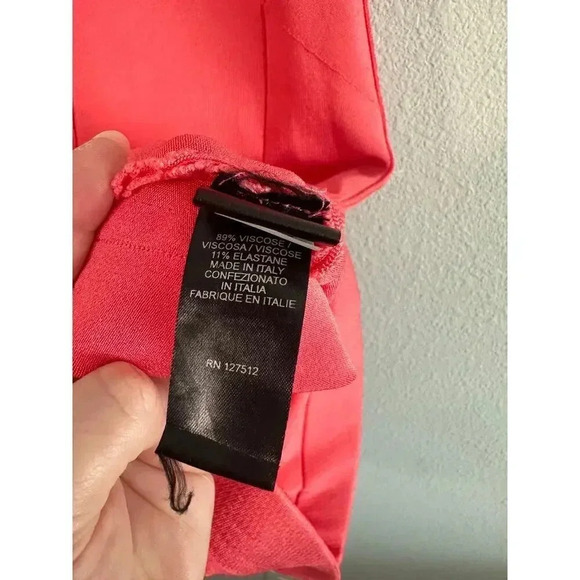 89% VISCOSE /
VISCOSA / VISCOSE
11% ELASTANE
MADE IN ITALY
CONFEZIONATO
IN ITALIA
FABRIQUE EN ITALIE
RN 127512